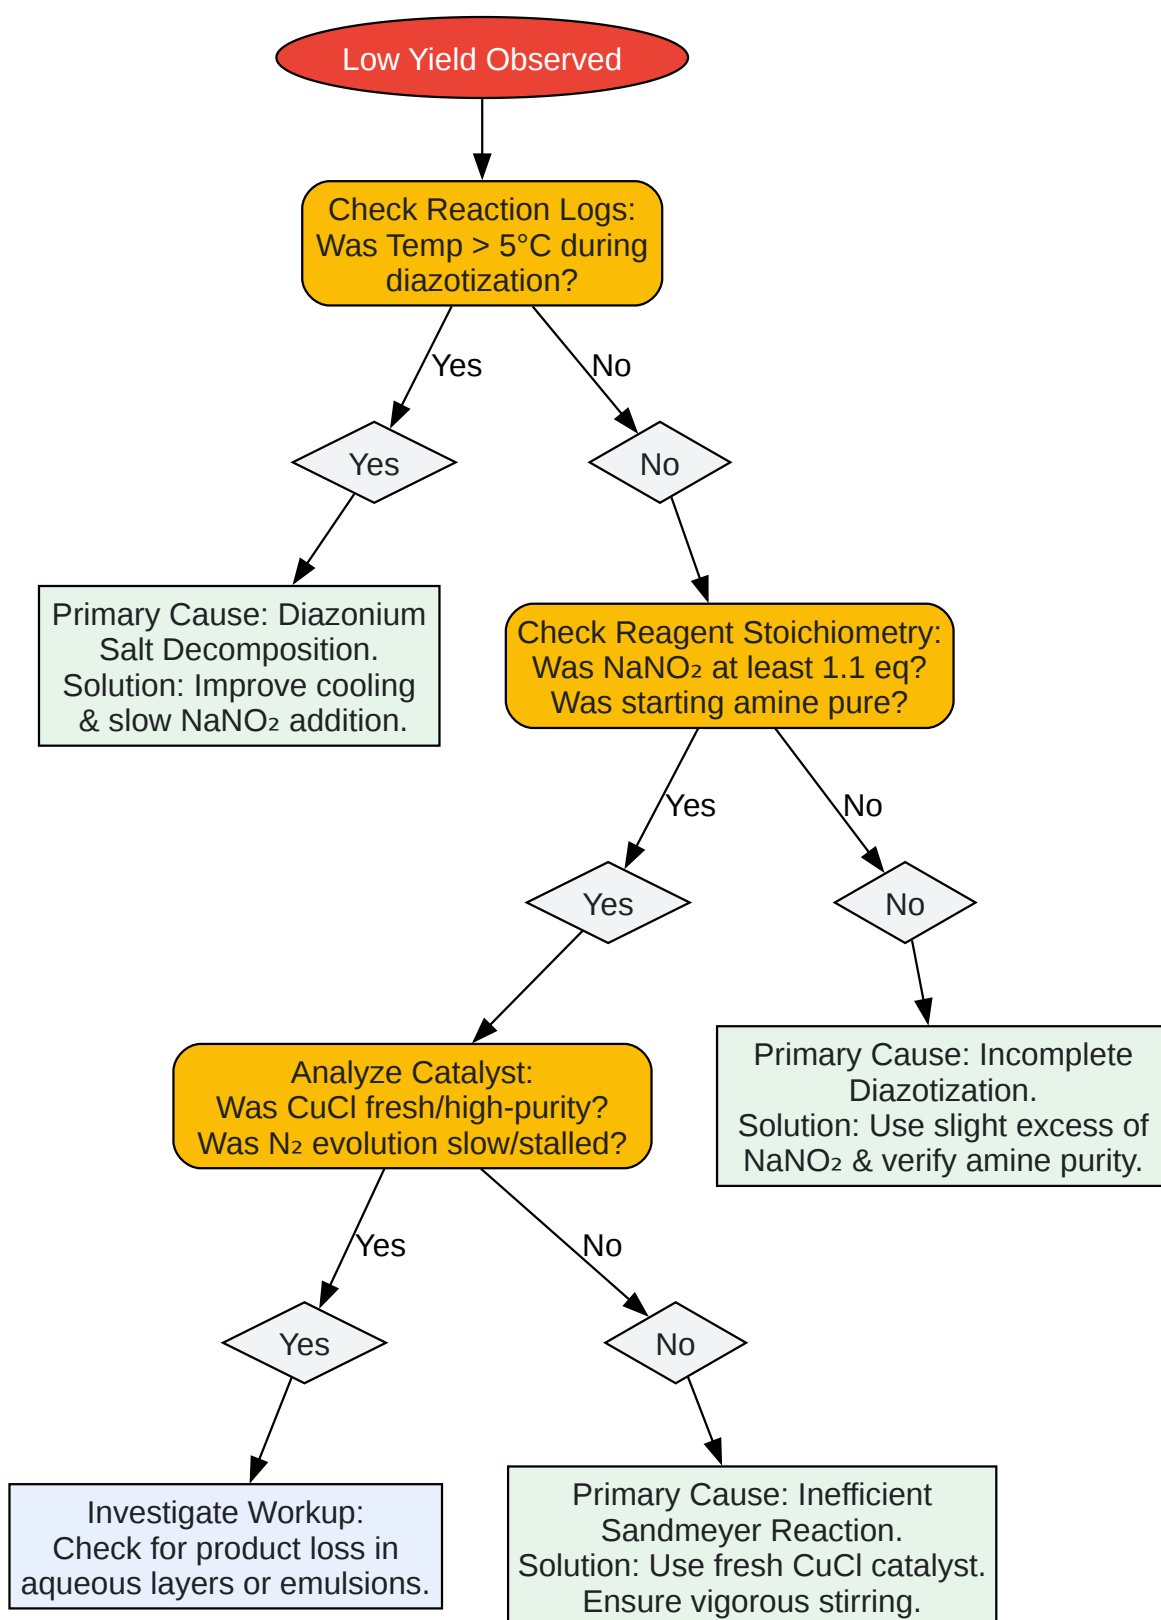 Low Yield Observed
Check Reaction Logs:
Was Temp > 5°C during
diazotization?
Yes
No
Yes
No
Primary Cause: Diazonium
Salt Decomposition.
Solution: Improve cooling
& slow NaNO₂ addition.
Check Reagent Stoichiometry:
Was NaNO₂ at least 1.1 eq?
Was starting amine pure?
Yes
No
Yes
No
Analyze Catalyst:
Was CuCl fresh/high-purity?
Was N₂ evolution slow/stalled?
Primary Cause: Incomplete
Diazotization.
Solution: Use slight excess of
NaNO₂ & verify amine purity.
Yes
No
Yes
No
Investigate Workup:
Check for product loss in
aqueous layers or emulsions.
Primary Cause: Inefficient
Sandmeyer Reaction.
Solution: Use fresh CuCl catalyst.
Ensure vigorous stirring.